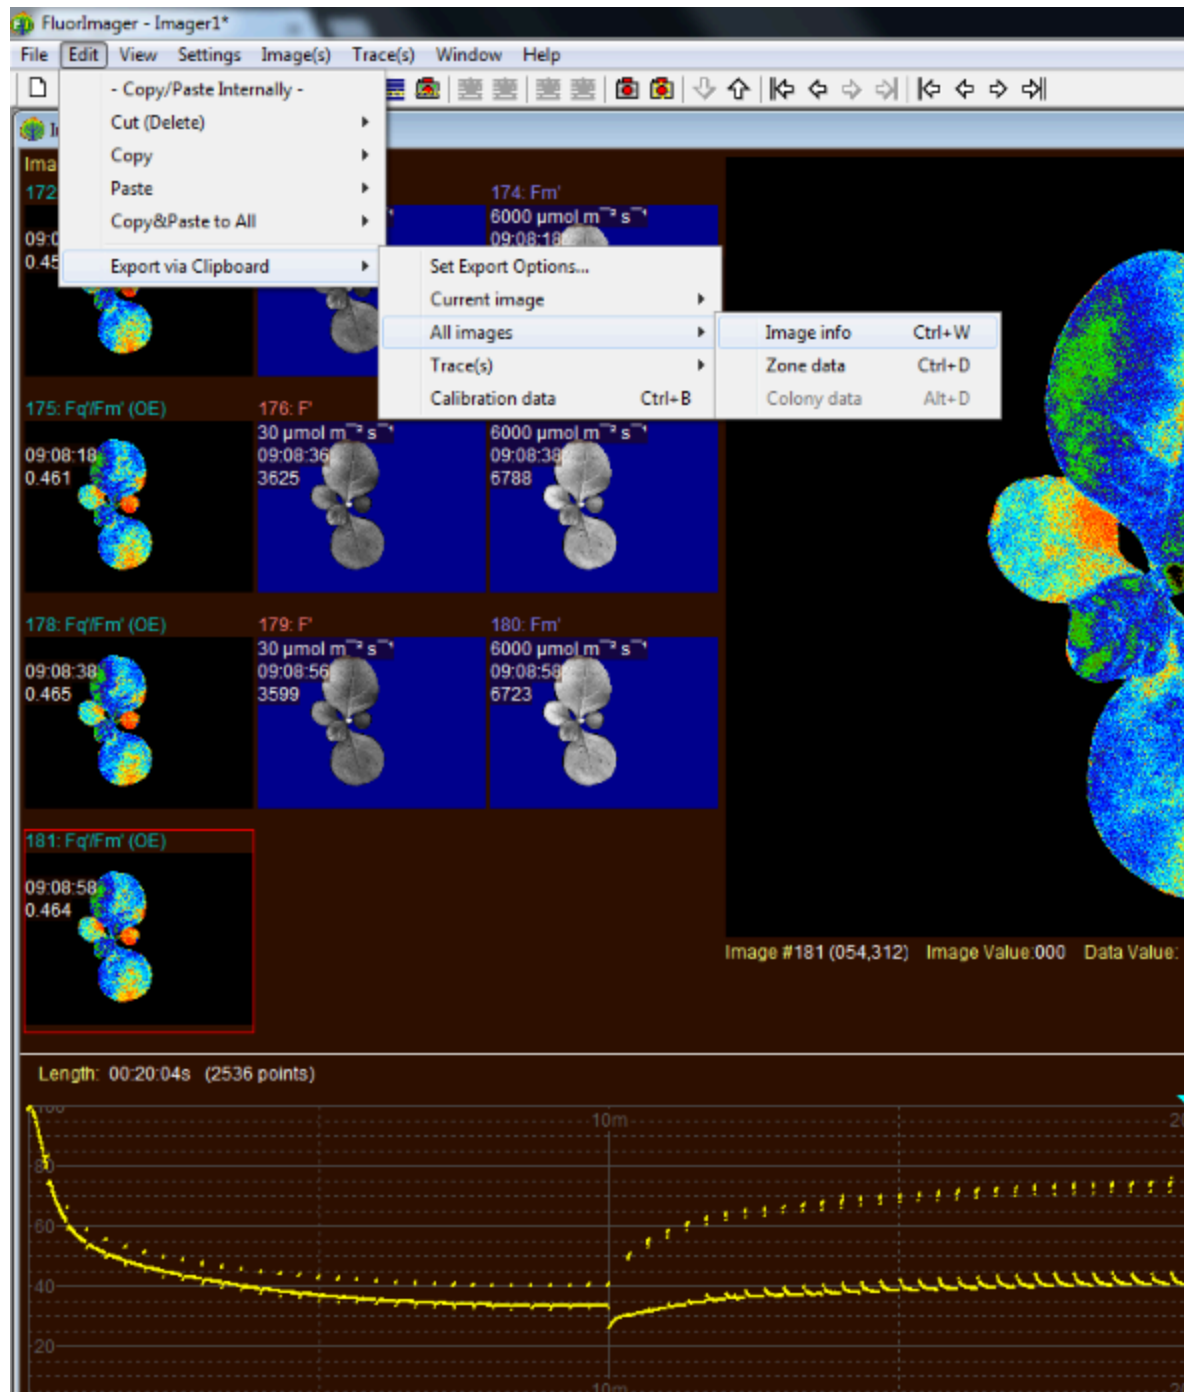 FluorImager - Imager1*
File Edit View Settings Image(s) Trace(s) Window Help
- Copy/Paste Internally -
Cut (Delete)
Copy
Paste
Copy&Paste to All
Export via Clipboard
Set Export Options...
Current image
All images
Trace(s)
Calibration data Ctrl+B
Image info Ctrl+W
Zone data Ctrl+D
Colony data Alt+D
172
174: Fm'
6000 µmol m⁻² s⁻¹
09:08:18
175: Fq'/Fm' (OE) 176: F'
30 µmol m⁻² s⁻¹ 6000 µmol m⁻² s⁻¹
09:08:18 09:08:36 09:08:38
0.461 3625 6788
178: Fq'/Fm' (OE) 179: F' 180: Fm'
30 µmol m⁻² s⁻¹ 6000 µmol m⁻² s⁻¹
09:08:38 09:08:56 09:08:58
0.465 3599 6723
181: Fq'/Fm' (OE)
09:08:58
0.464
Image #181 (054,312) Image Value:000 Data Value:
Length: 00:20:04s (2536 points)
100
10m
80
60
40
20
10m